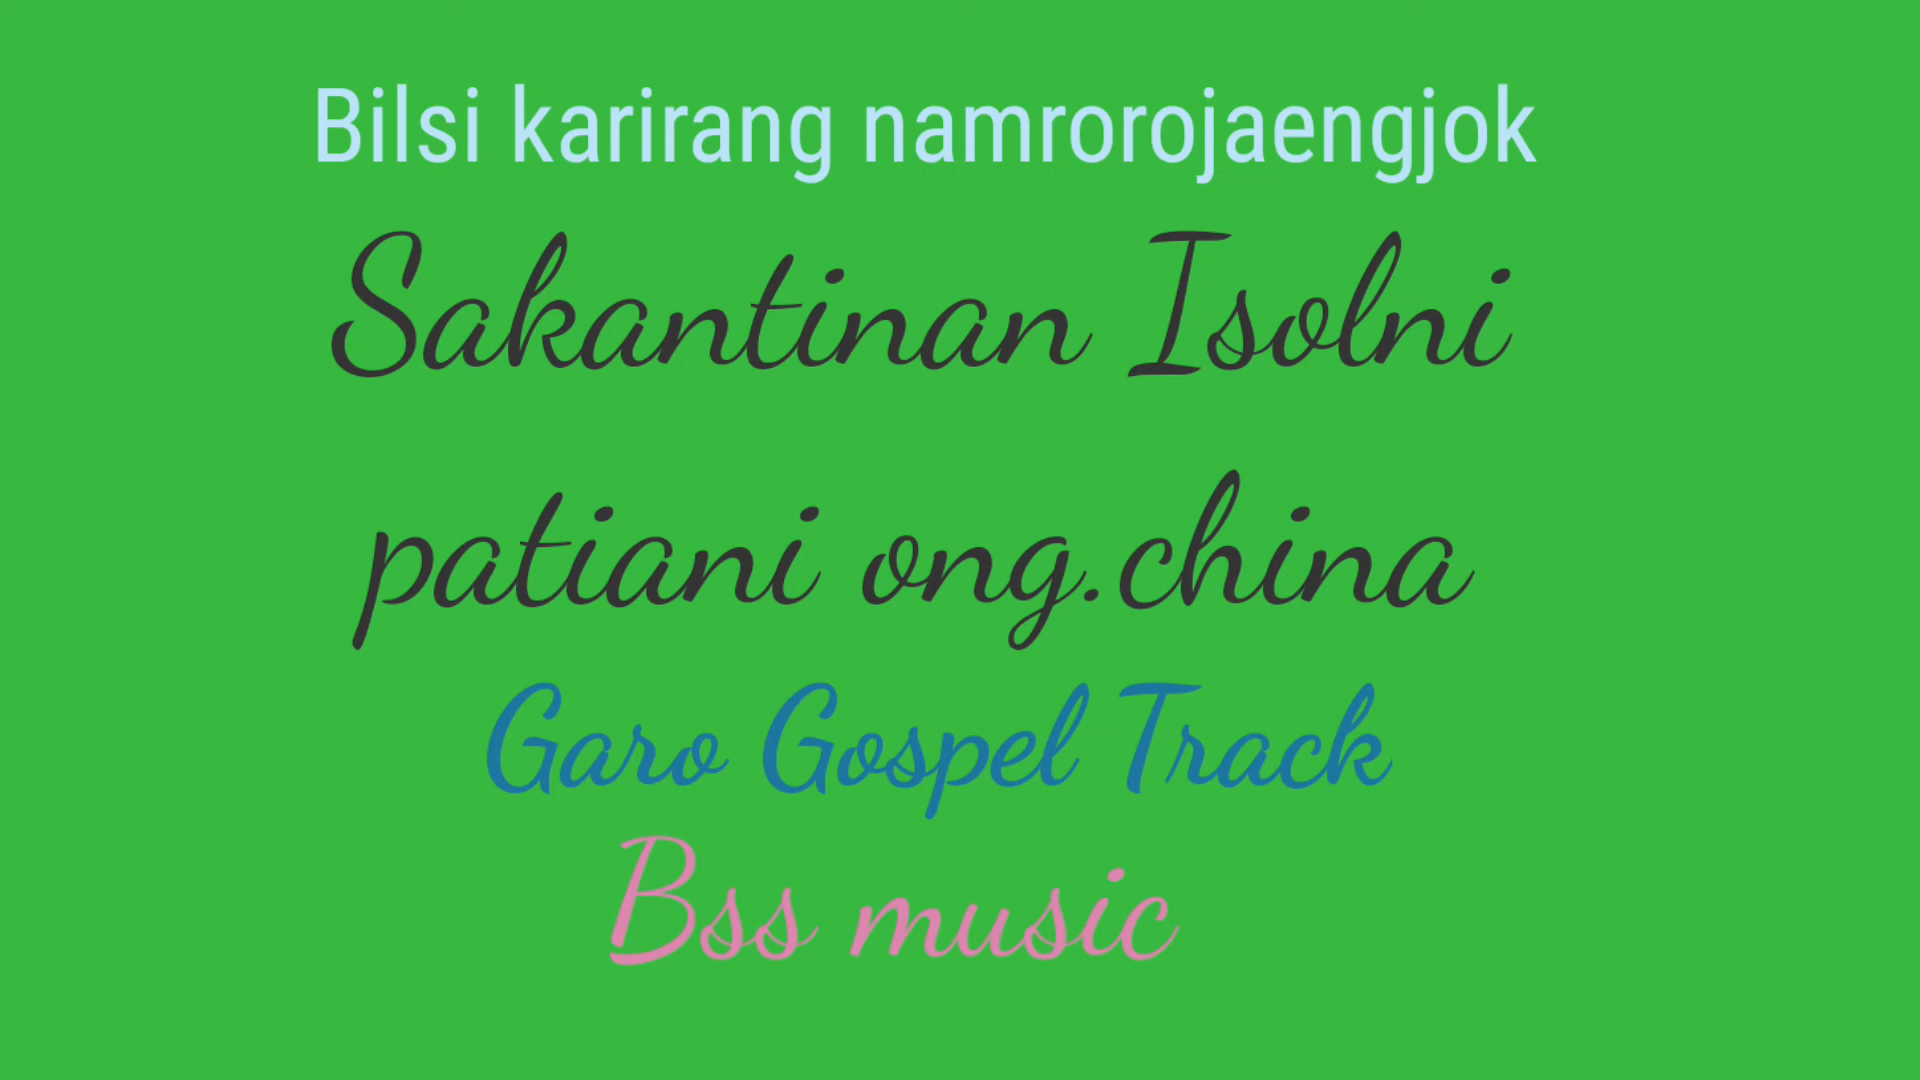 Bilsi karirang namrorojaengjok
Sakantinan Isolni
patiani ong.china
Garo Gospel Track
Bss music